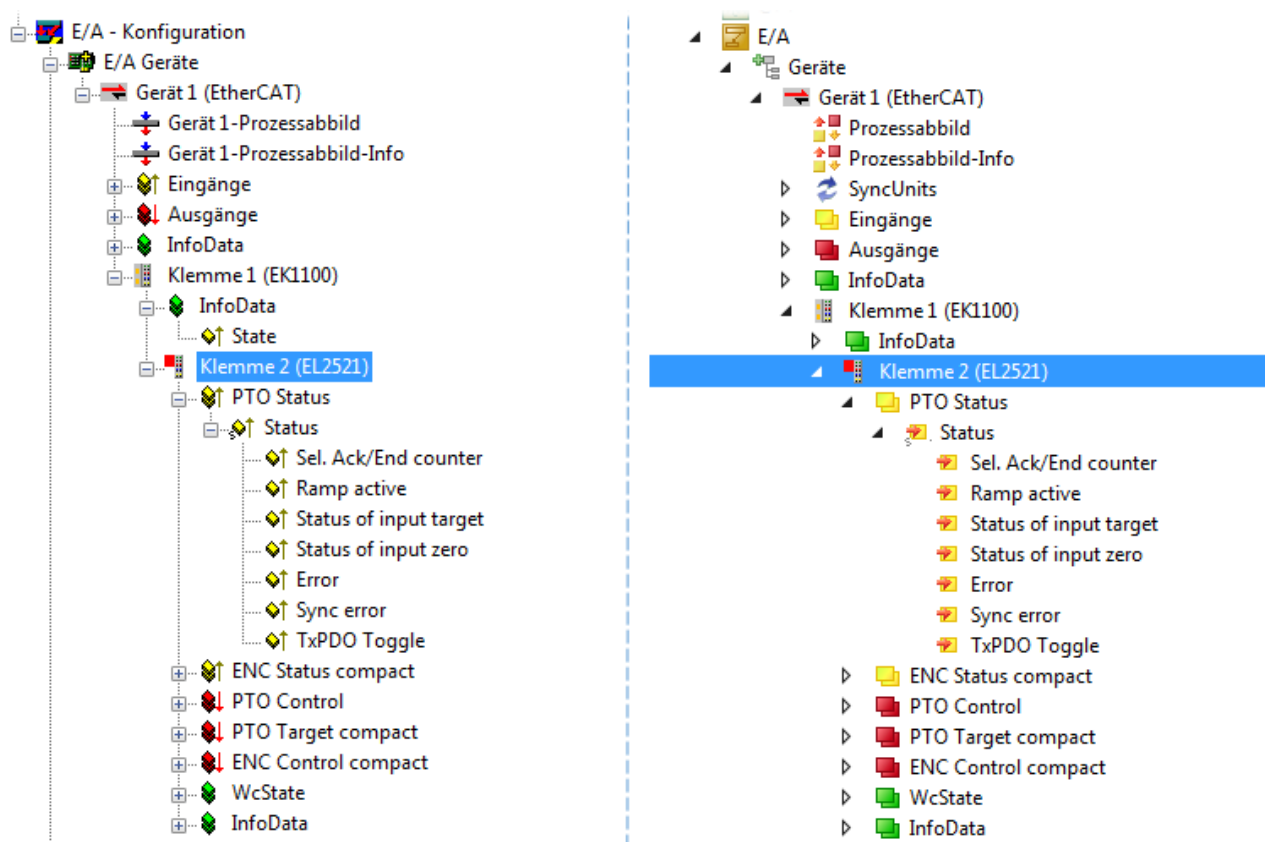 E/A - Konfiguration
E/A Geräte
Gerät 1 (EtherCAT)
Gerät 1-Prozessabbild
Gerät 1-Prozessabbild-Info
Eingänge
Ausgänge
InfoData
Klemme 1 (EK1100)
InfoData
State
Klemme 2 (EL2521)
PTO Status
Status
Sel. Ack/End counter
Ramp active
Status of input target
Status of input zero
Error
Sync error
TxPDO Toggle
ENC Status compact
PTO Control
PTO Target compact
ENC Control compact
WcState
InfoData
E/A
Geräte
Gerät 1 (EtherCAT)
Prozessabbild
Prozessabbild-Info
SyncUnits
Eingänge
Ausgänge
InfoData
Klemme 1 (EK1100)
InfoData
Klemme 2 (EL2521)
PTO Status
Status
Sel. Ack/End counter
Ramp active
Status of input target
Status of input zero
Error
Sync error
TxPDO Toggle
ENC Status compact
PTO Control
PTO Target compact
ENC Control compact
WcState
InfoData